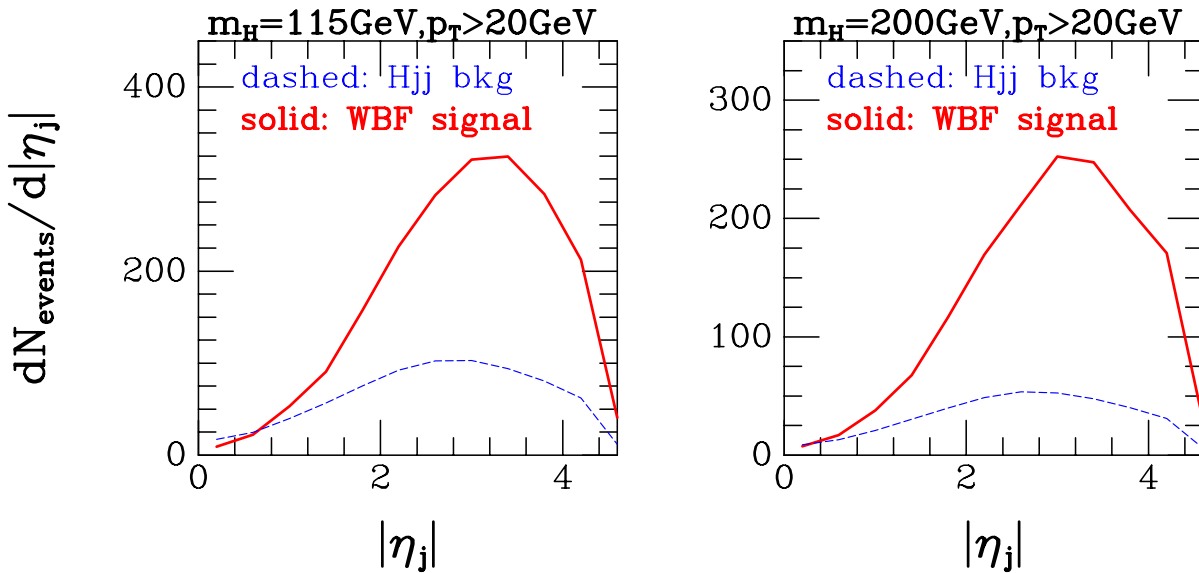 m_H=115GeV,p_T>20GeV
dashed: Hjj bkg
solid: WBF signal
400
200
0
0 2 4
|η_j|
dN_events/d|η_j|
m_H=200GeV,p_T>20GeV
dashed: Hjj bkg
solid: WBF signal
300
200
100
0
0 2 4
|η_j|